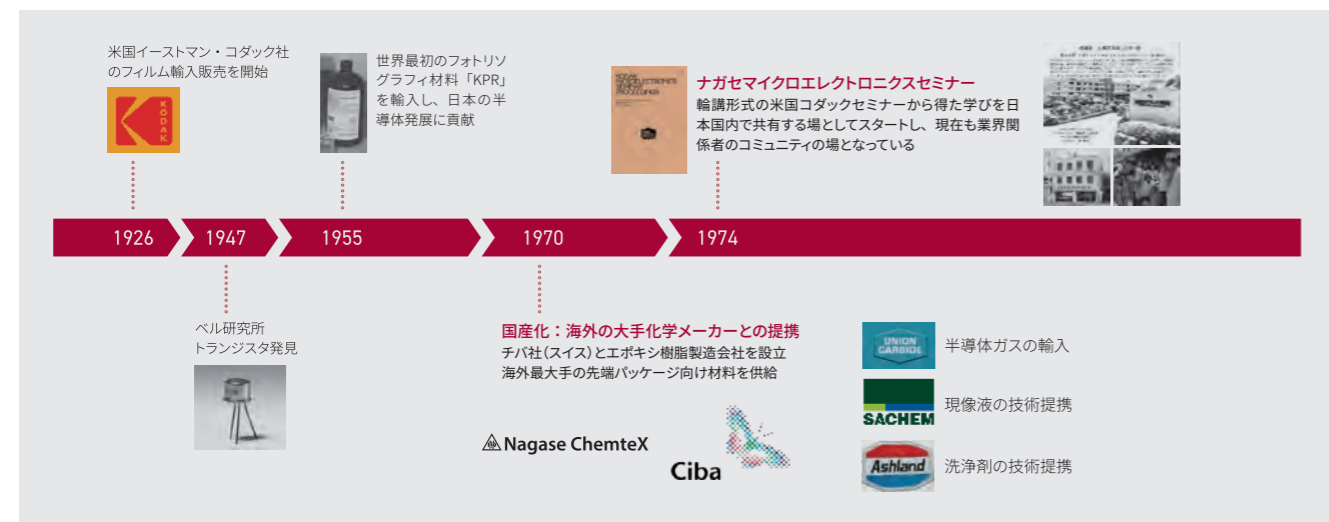 米国イーストマン・コダック社
のフィルム輸入販売を開始
KODAK
世界最初のフォトリソ
グラフィ材料「KPR」
を輸入し、日本の半
導体発展に貢献
KODAK
MICROELECTRONICS
SEMINAR
PROCEEDINGS
ナガセマイクロエレクトロニクスセミナー
輪講形式の米国コダックセミナーから得た学びを日
本国内で共有する場としてスタートし、現在も業界関
係者のコミュニティの場となっている
1926
1947
1955
1970
1974
ベル研究所
トランジスタ発見
国産化：海外の大手化学メーカーとの提携
チバ社（スイス）とエポキシ樹脂製造会社を設立
海外最大手の先端パッケージ向け材料を供給
Nagase ChemteX
Ciba
UNION
CARBIDE
半導体ガスの輸入
SACHEM
現像液の技術提携
Ashland
洗浄剤の技術提携